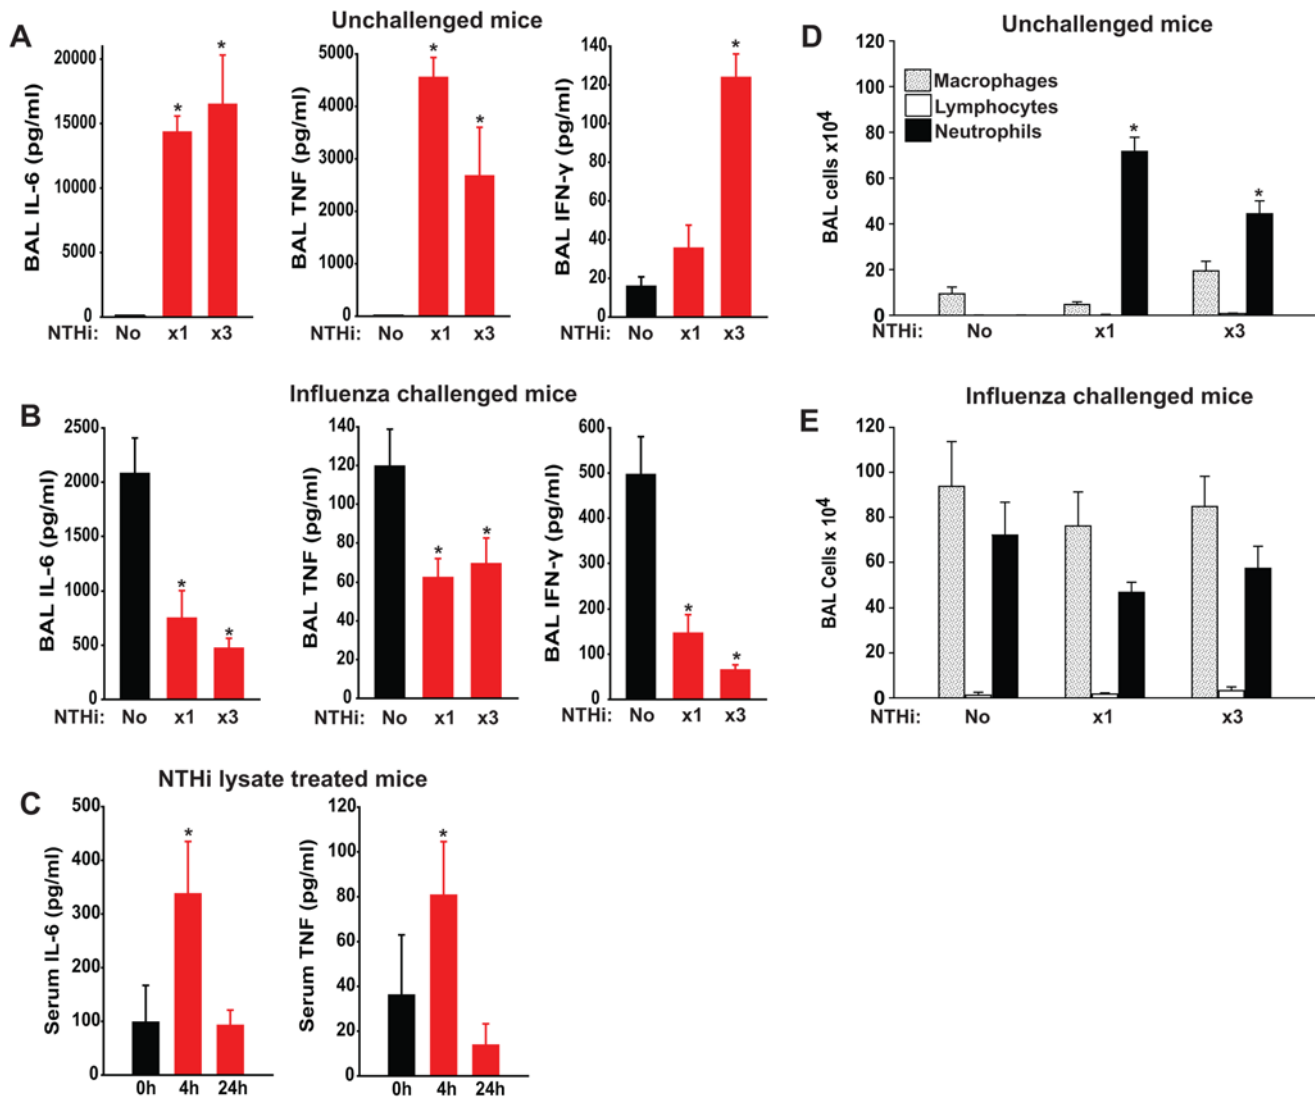 A
Unchallenged mice
BAL IL-6 (pg/ml)
20000
15000
10000
5000
0
*
*
NTHi: No x1 x3
BAL TNF (pg/ml)
5000
4000
3000
2000
1000
0
*
*
No x1 x3
BAL IFN-γ (pg/ml)
140
120
100
80
60
40
20
0
*
No x1 x3
B
Influenza challenged mice
BAL IL-6 (pg/ml)
2500
2000
1500
1000
500
0
*
*
NTHi: No x1 x3
BAL TNF (pg/ml)
140
120
100
80
60
40
20
0
*
*
NTHi: No x1 x3
BAL IFN-γ (pg/ml)
600
500
400
300
200
100
0
*
*
NTHi: No x1 x3
C
NTHi lysate treated mice
Serum IL-6 (pg/ml)
500
400
300
200
100
0
*
0h 4h 24h
Serum TNF (pg/ml)
120
100
80
60
40
20
0
*
0h 4h 24h
D
Unchallenged mice
Macrophages
Lymphocytes
Neutrophils
BAL cells x10⁴
120
100
80
60
40
20
0
*
*
NTHi: No x1 x3
E
Influenza challenged mice
BAL Cells x 10⁴
120
100
80
60
40
20
0
NTHi: No x1 x3